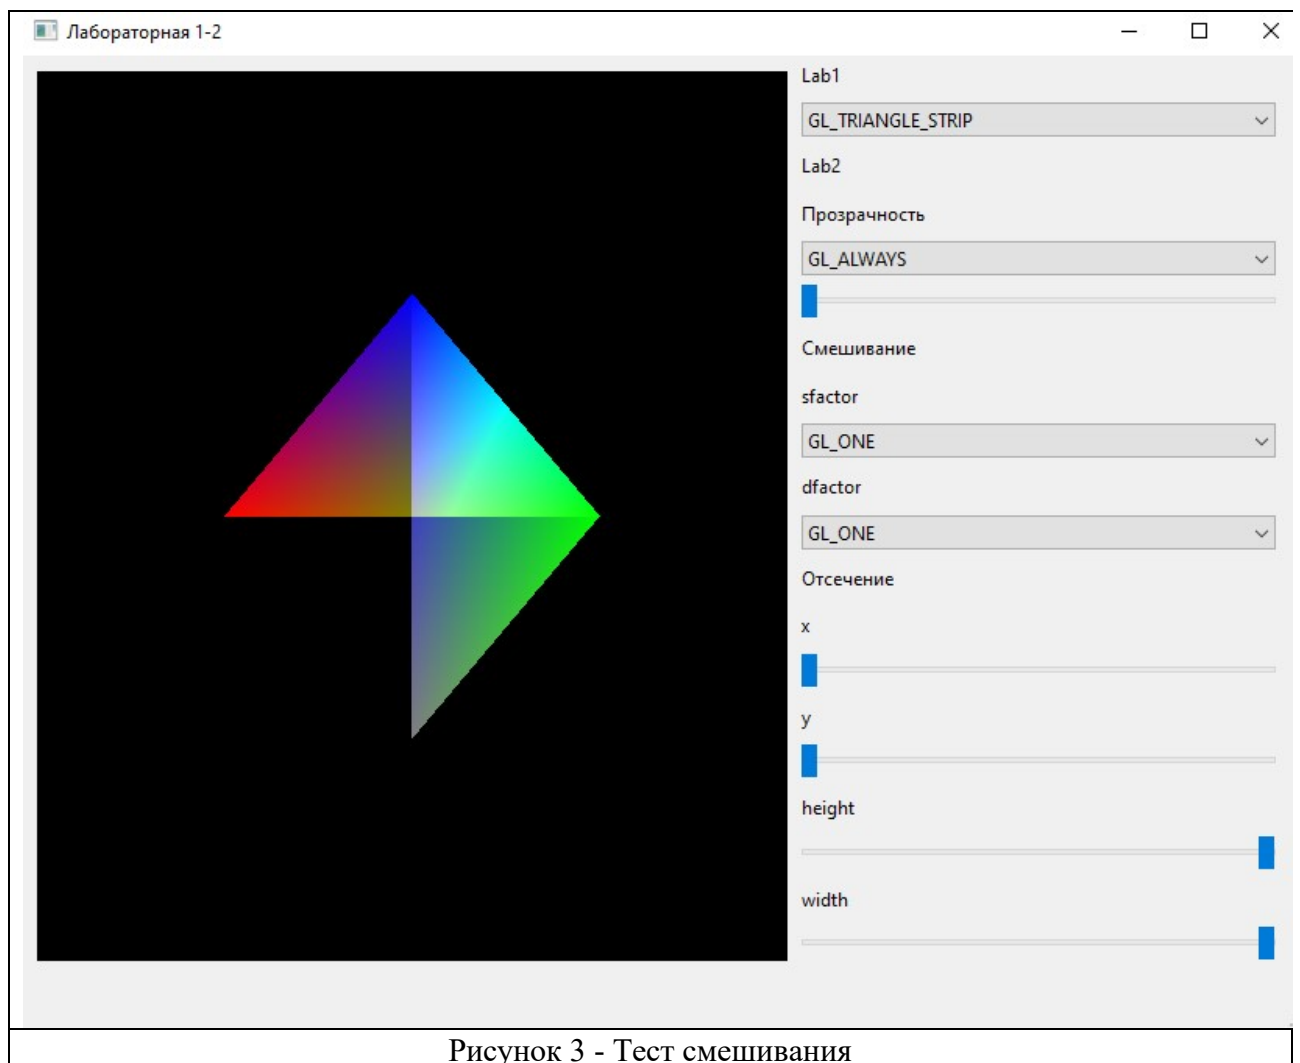 Лабораторная 1-2
Lab1
GL_TRIANGLE_STRIP
Lab2
Прозрачность
GL_ALWAYS
Смешивание
sfactor
GL_ONE
dfactor
GL_ONE
Отсечение
x
y
height
width
Рисунок 3 - Тест смешивания